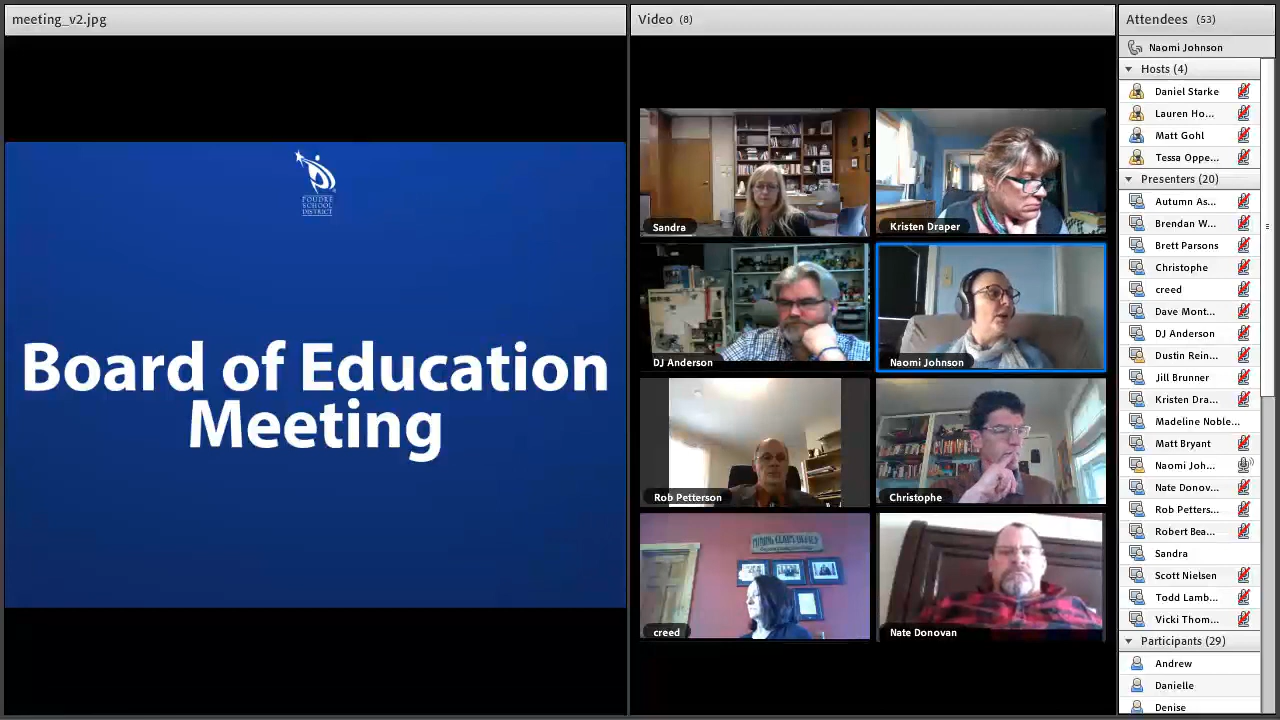 meeting_v2.jpg
POUDRE
SCHOOL
DISTRICT
Board of Education
Meeting
Video (8)
Sandra
Kristen Draper
DJ Anderson
Naomi Johnson
Rob Petterson
Christophe
creed
Nate Donovan
Attendees (53)
Naomi Johnson
Hosts (4)
Daniel Starke
Lauren Ho...
Matt Gohl
Tessa Oppe...
Presenters (20)
Autumn As...
Brendan W...
Brett Parsons
Christophe
creed
Dave Mont...
DJ Anderson
Dustin Rein...
Jill Brunner
Kristen Dra...
Madeline Noble...
Matt Bryant
Naomi Joh...
Nate Donov...
Rob Petters...
Robert Bea...
Sandra
Scott Nielsen
Todd Lamb...
Vicki Thom...
Participants (29)
Andrew
Danielle
Denise